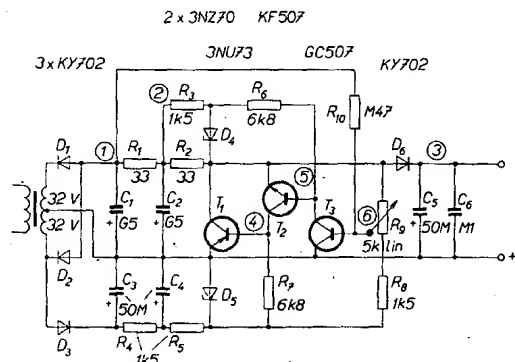 2 x 3NZ70 KF507
3 x KY702 3NU73 GC507 KY702
② R3 R6
1k5 6k8
R10 M47
D1 ① R1 R2 D4 D6 ③
33 33
32 V C1 C2 T1 ⑤ C5 C6
32 V G5 G5 ④ T2 T3 ⑥ R9 50M M1
+ + + 5k lin
+
D2 C3 C4 D5 R7 R8
+ 50M + 6k8 1k5
D3 R4 R5
1k5